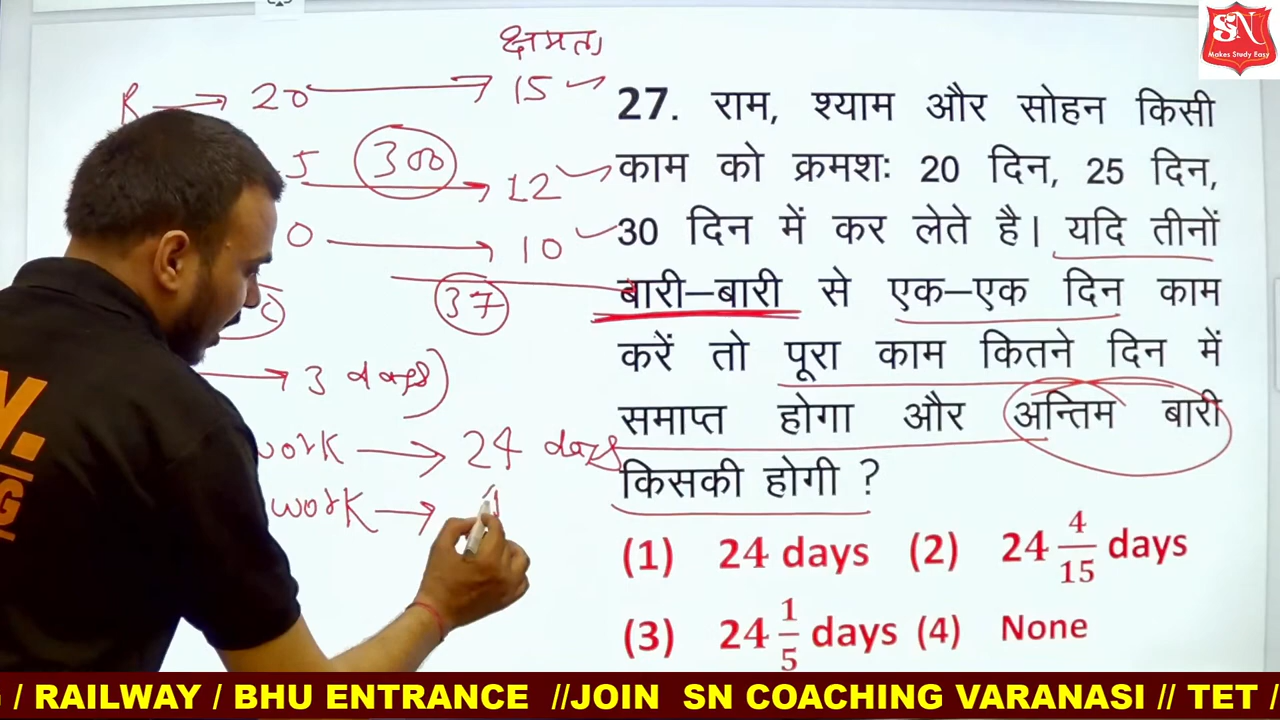 SN
Makes Study Easy
क्षमता
R → 20 → 15
5 300 → 12
0 → 10
37
→ 3 days)
work → 24 days
work →
27. राम, श्याम और सोहन किसी
काम को क्रमशः 20 दिन, 25 दिन,
30 दिन में कर लेते है। यदि तीनों
बारी–बारी से एक–एक दिन काम
करें तो पूरा काम कितने दिन में
समाप्त होगा और अन्तिम बारी
किसकी होगी ?
(1) 24 days (2) 24 4/15 days
(3) 24 1/5 days (4) None
/ RAILWAY / BHU ENTRANCE //JOIN SN COACHING VARANASI // TET /